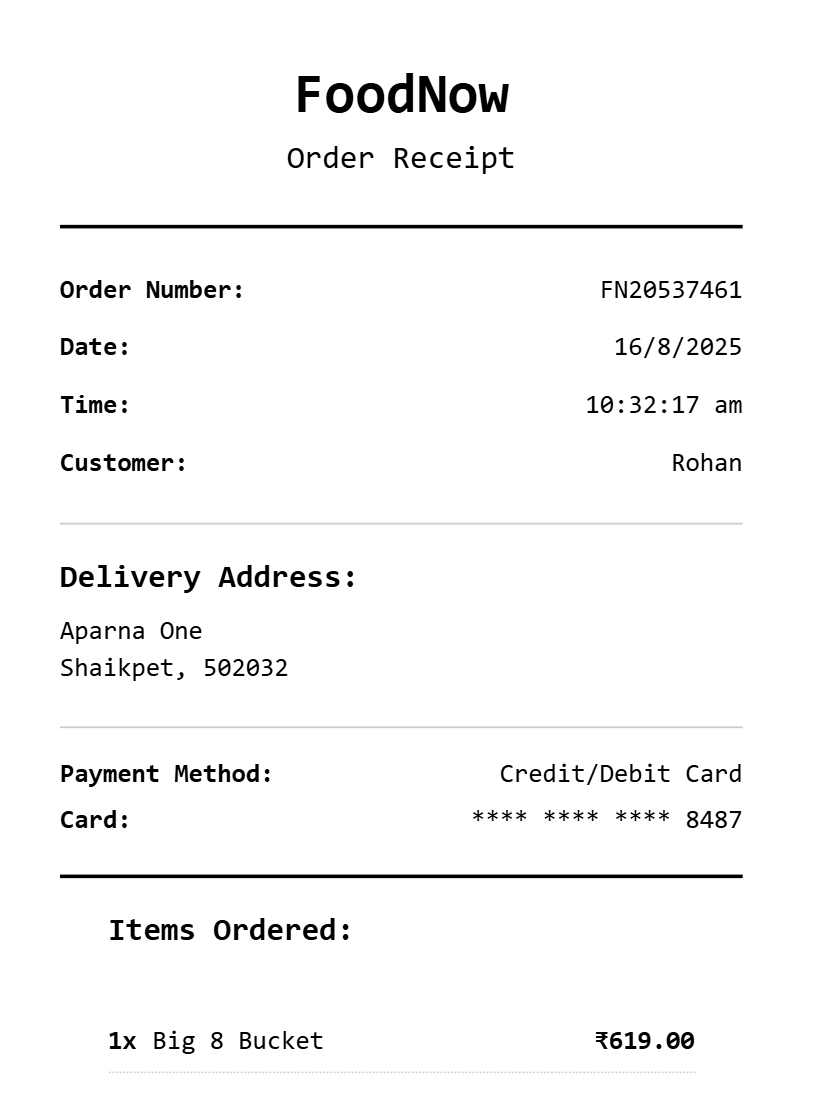 FoodNow
Order Receipt
Order Number: FN20537461
Date: 16/8/2025
Time: 10:32:17 am
Customer: Rohan
Delivery Address:
Aparna One
Shaikpet, 502032
Payment Method: Credit/Debit Card
Card: **** **** **** 8487
Items Ordered:
1x Big 8 Bucket ₹619.00